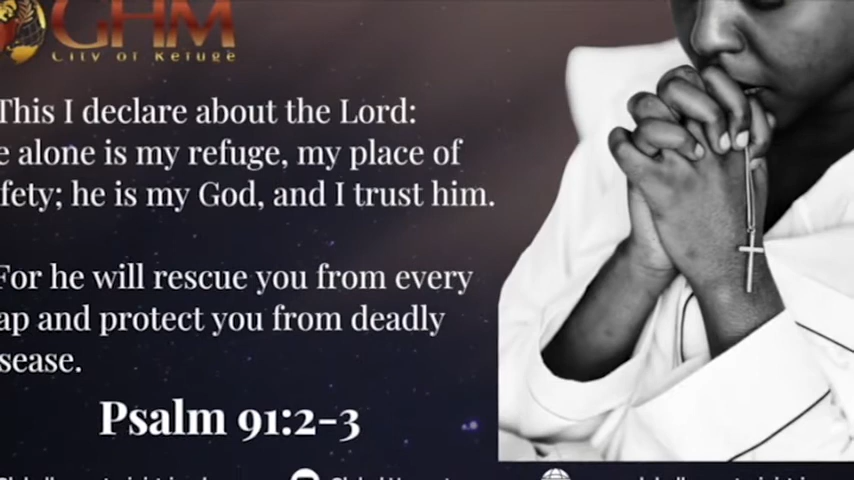 GHM
City of Refuge
This I declare about the Lord:
e alone is my refuge, my place of
fety; he is my God, and I trust him.
For he will rescue you from every
ap and protect you from deadly
sease.
Psalm 91:2-3